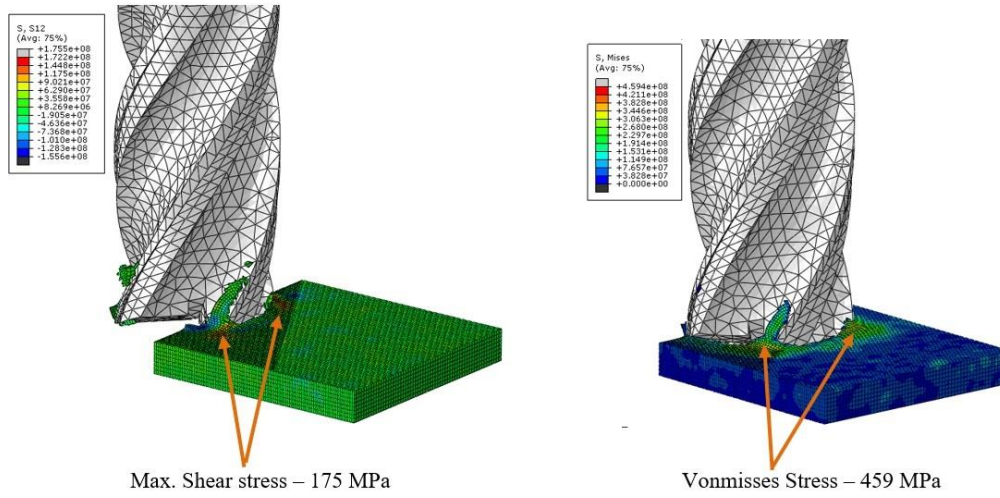 S, S12
(Avg: 75%)
+1.755e+08
+1.722e+08
+1.448e+08
+1.175e+08
+9.021e+07
+6.290e+07
+3.558e+07
+8.269e+06
-1.905e+07
-4.636e+07
-7.368e+07
-1.010e+08
-1.283e+08
-1.556e+08
S, Mises
(Avg: 75%)
+4.594e+08
+4.211e+08
+3.828e+08
+3.446e+08
+3.063e+08
+2.680e+08
+2.297e+08
+1.914e+08
+1.531e+08
+1.149e+08
+7.657e+07
+3.828e+07
+0.000e+00
Max. Shear stress – 175 MPa
Vonmisses Stress – 459 MPa